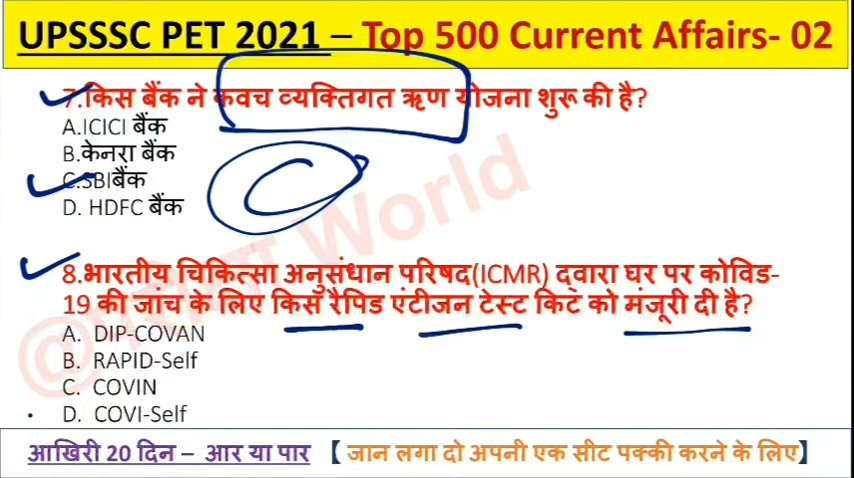 UPSSSC PET 2021 – Top 500 Current Affairs- 02
7.किस बैंक ने कवच व्यक्तिगत ऋण योजना शुरू की है?
A.ICICI बैंक
B.केनरा बैंक
C.SBIबैंक
D. HDFC बैंक
8.भारतीय चिकित्सा अनुसंधान परिषद(ICMR) द्वारा घर पर कोविड-
19 की जांच के लिए किस रैपिड एंटीजन टेस्ट किट को मंजूरी दी है?
A. DIP-COVAN
B. RAPID-Self
C. COVIN
D. COVI-Self
World
आखिरी 20 दिन – आर या पार 【 जान लगा दो अपनी एक सीट पक्की करने के लिए】